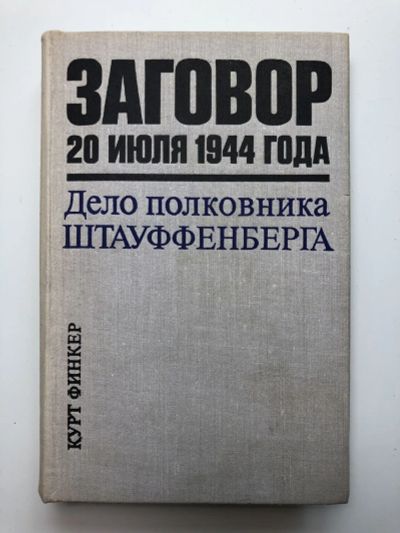 ЗАГОВОР
20 ИЮЛЯ 1944 ГОДА
Дело полковника
ШТАУФФЕНБЕРГА
КУРТ ФИНКЕР